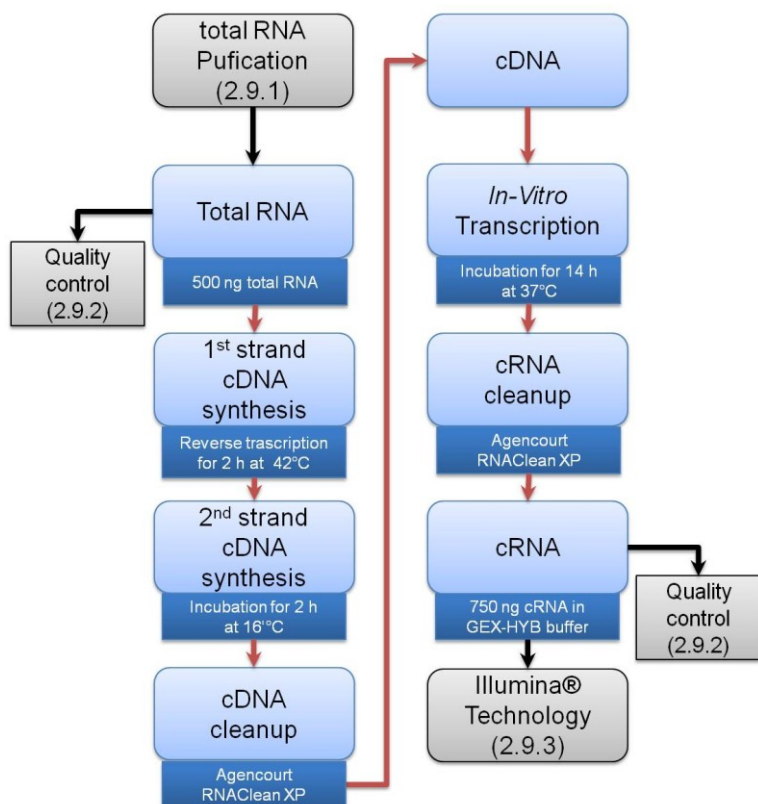 total RNA
Pufication
(2.9.1)
Total RNA
500 ng total RNA
Quality
control
(2.9.2)
1st strand
cDNA
synthesis
Reverse trascription
for 2 h at 42°C
2nd strand
cDNA
synthesis
Incubation for 2 h
at 16'°C
cDNA
cleanup
Agencourt
RNAClean XP
cDNA
In-Vitro
Transcription
Incubation for 14 h
at 37°C
cRNA
cleanup
Agencourt
RNAClean XP
cRNA
750 ng cRNA in
GEX-HYB buffer
Quality
control
(2.9.2)
Illumina®
Technology
(2.9.3)